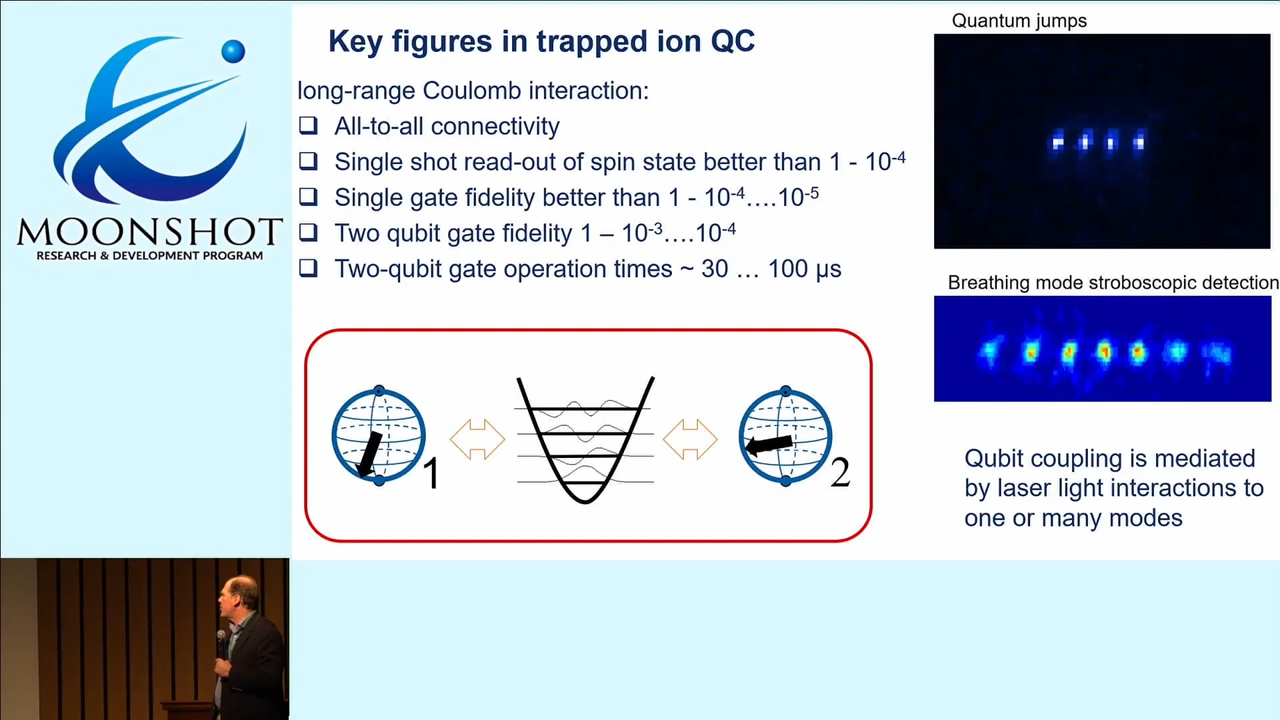 Key figures in trapped ion QC
long-range Coulomb interaction:
❑ All-to-all connectivity
❑ Single shot read-out of spin state better than 1 - 10⁻⁴
❑ Single gate fidelity better than 1 - 10⁻⁴….10⁻⁵
❑ Two qubit gate fidelity 1 – 10⁻³….10⁻⁴
❑ Two-qubit gate operation times ~ 30 … 100 µs
1
2
Quantum jumps
Breathing mode stroboscopic detection
Qubit coupling is mediated
by laser light interactions to
one or many modes
MOONSHOT
RESEARCH & DEVELOPMENT PROGRAM